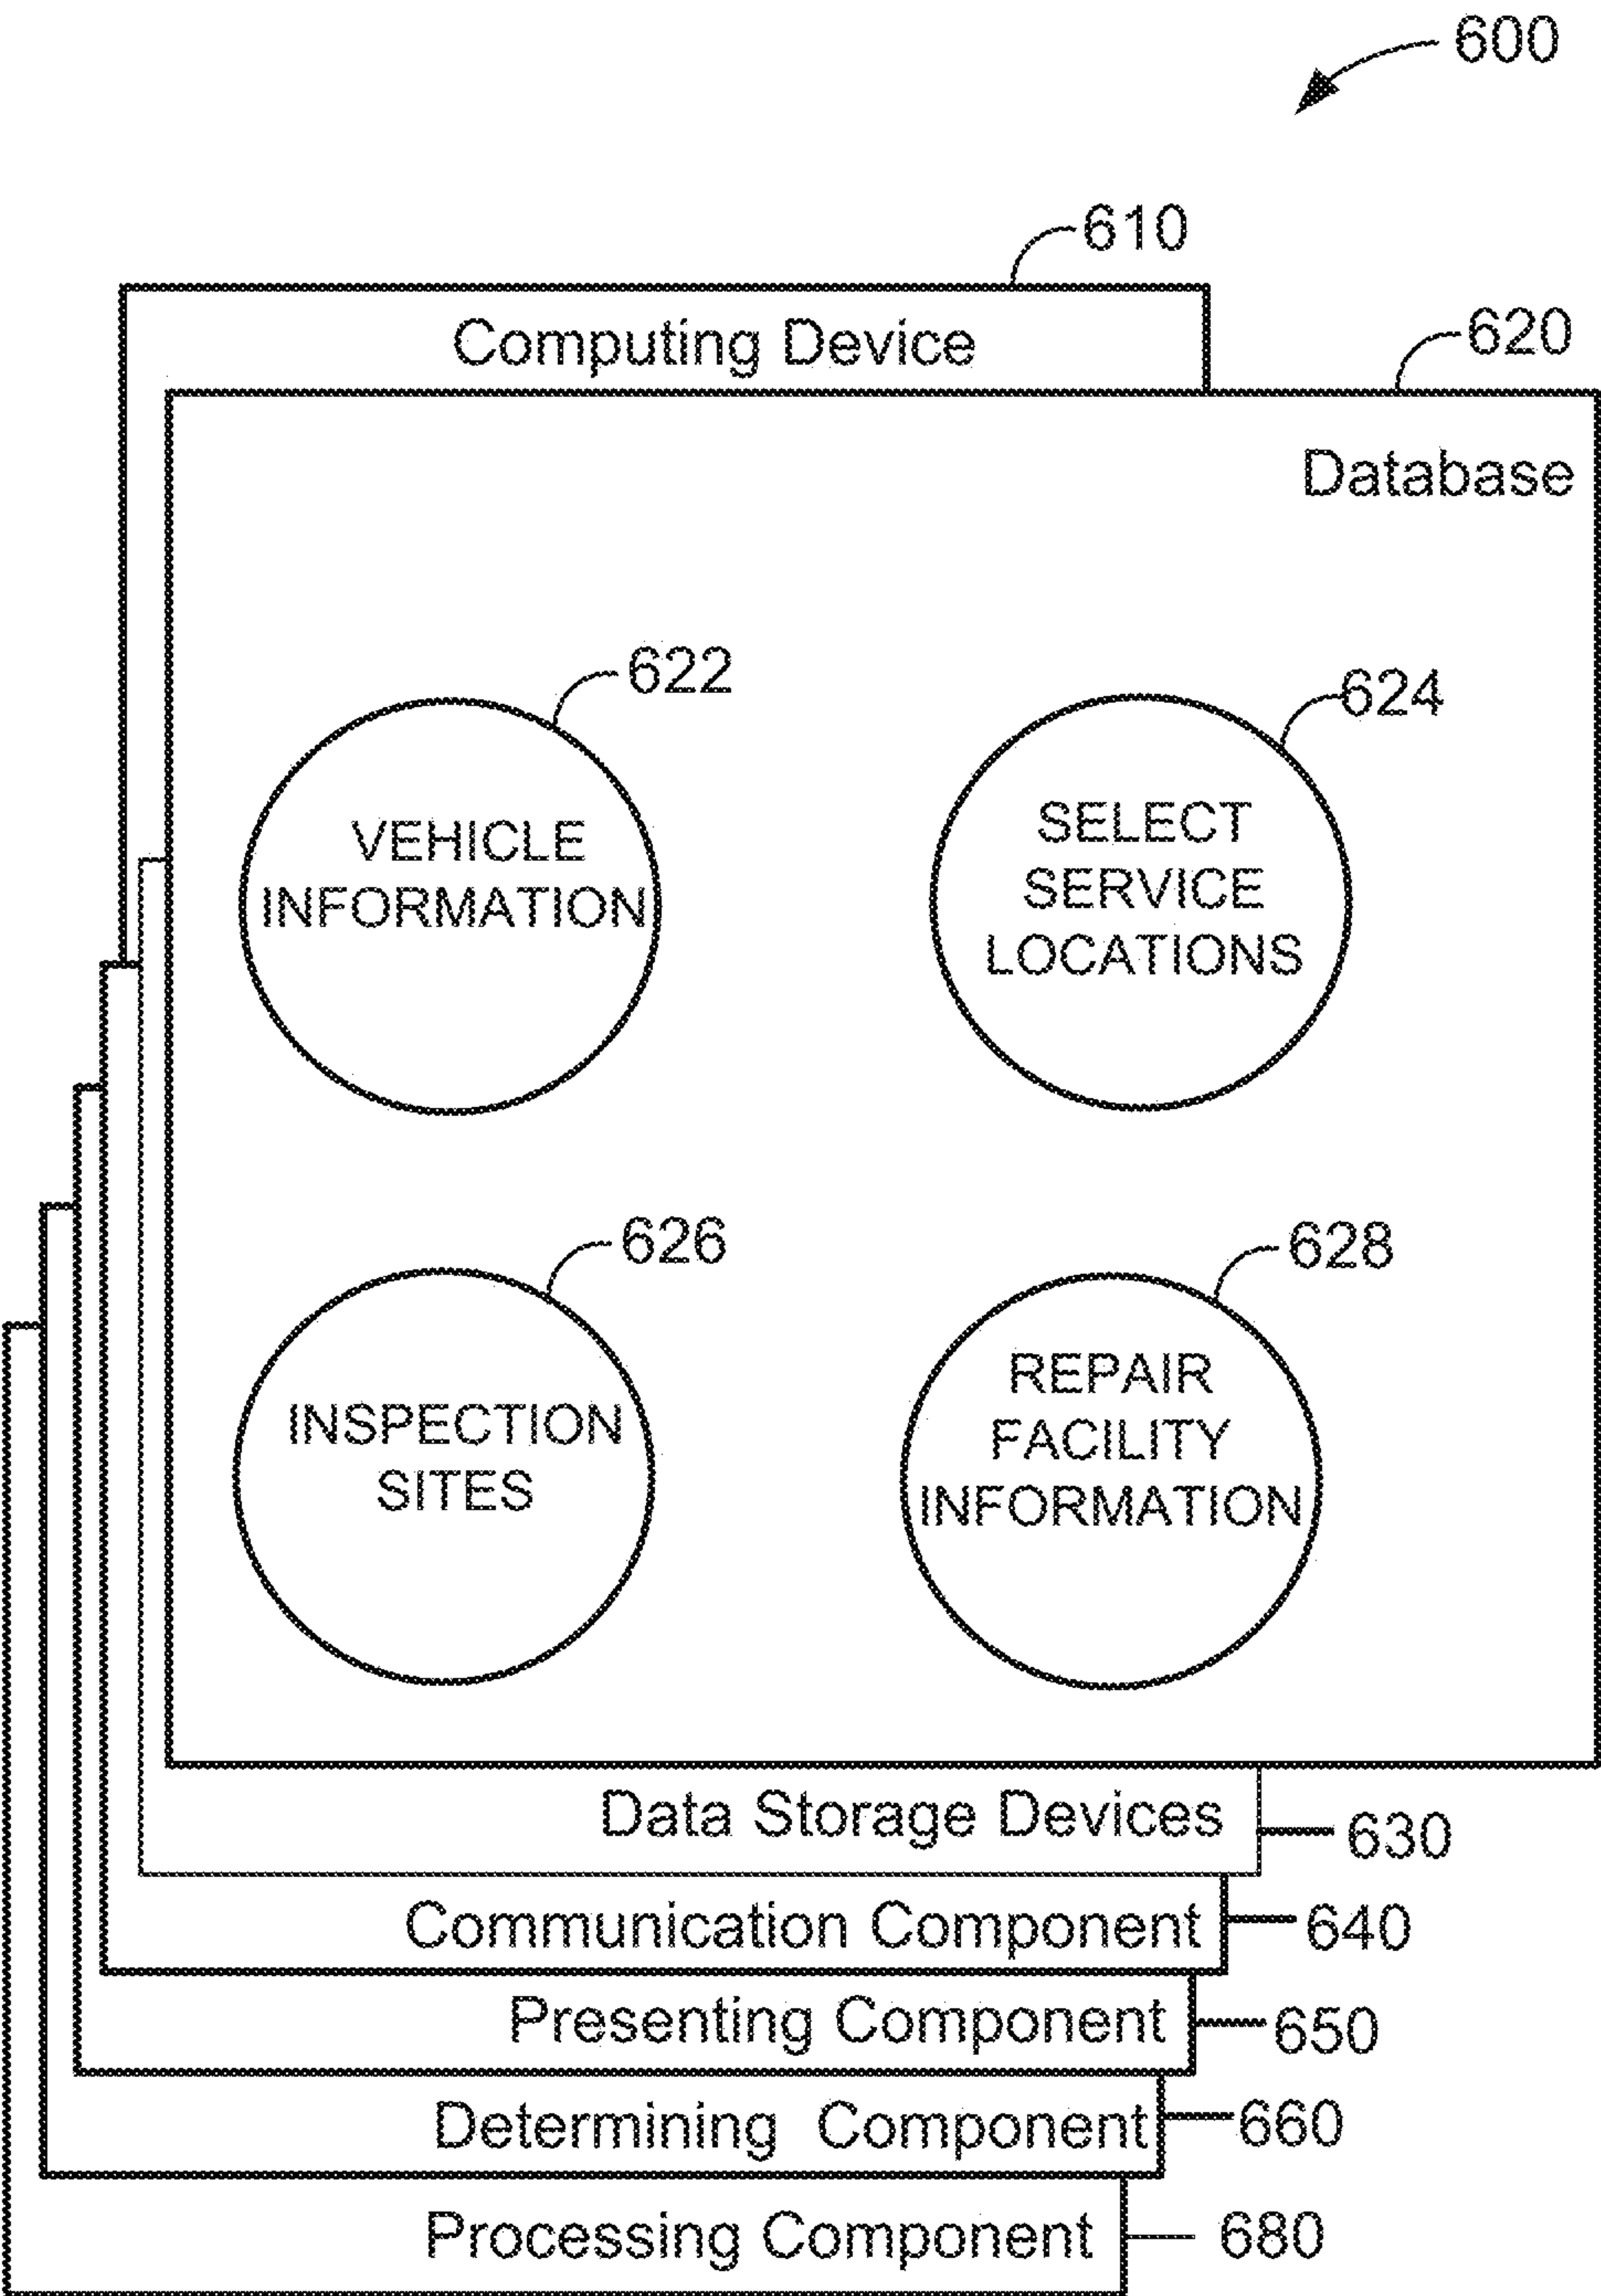 600
610
Computing Device
620
Database
622
624
VEHICLE
INFORMATION
SELECT
SERVICE
LOCATIONS
626
628
INSPECTION
SITES
REPAIR
FACILITY
INFORMATION
Data Storage Devices
630
Communication Component
640
Presenting Component
650
Determining Component
660
Processing Component
680